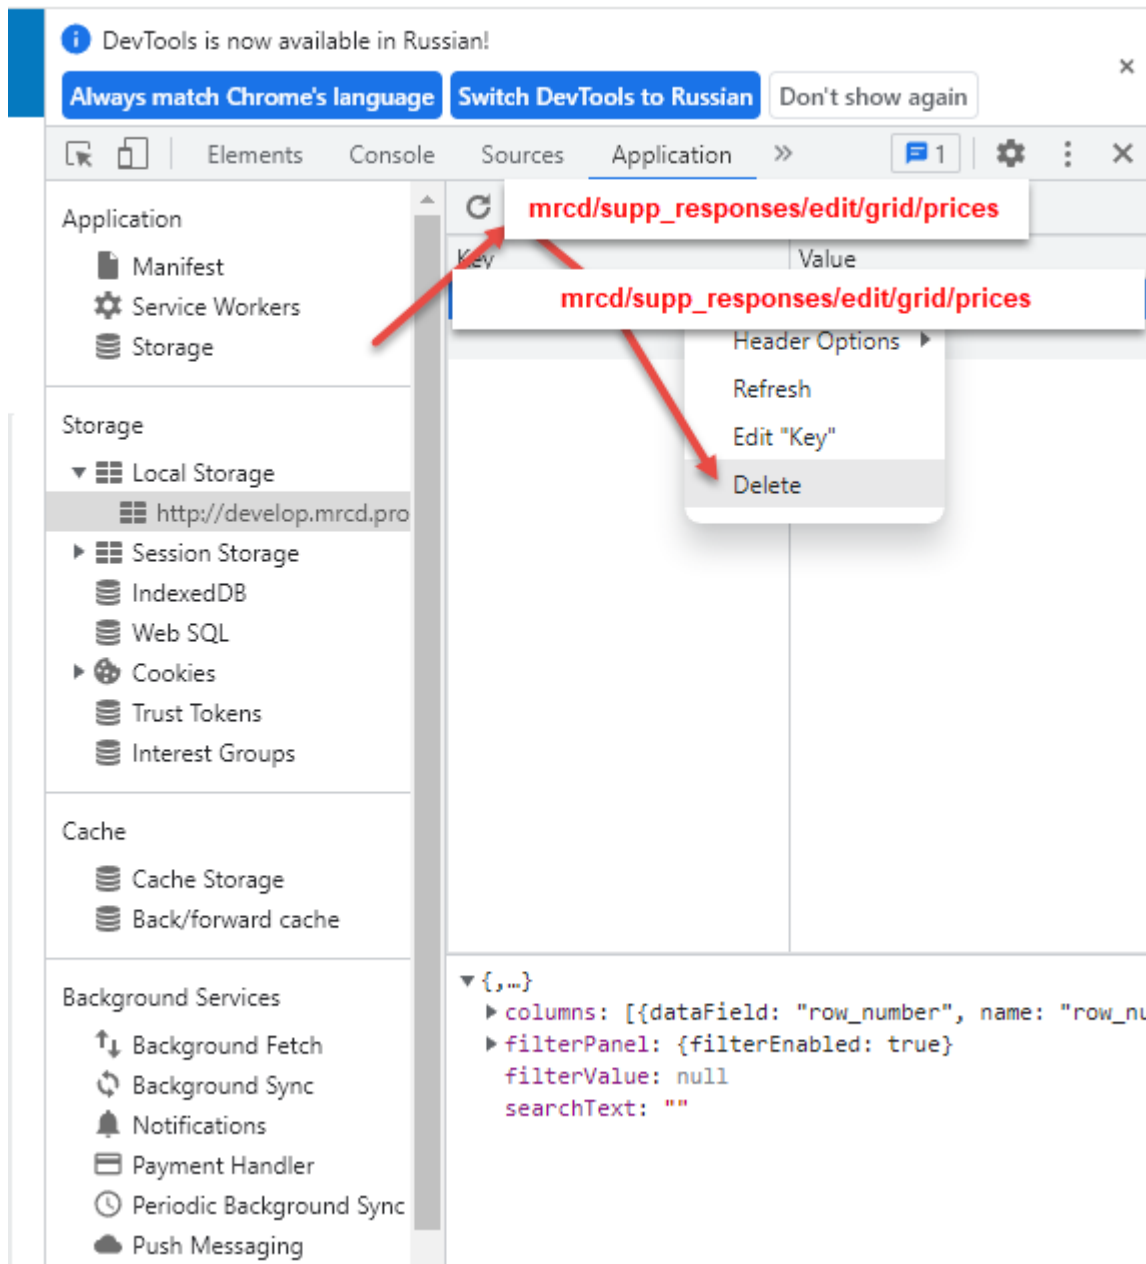 DevTools is now available in Russian!
Always match Chrome's language Switch DevTools to Russian Don't show again
Elements Console Sources Application 1
Application
Manifest
Service Workers
Storage
Storage
Local Storage
http://develop.mrcd.pro
Session Storage
IndexedDB
Web SQL
Cookies
Trust Tokens
Interest Groups
Cache
Cache Storage
Back/forward cache
Background Services
Background Fetch
Background Sync
Notifications
Payment Handler
Periodic Background Sync
Push Messaging
mrcd/supp_responses/edit/grid/prices
Key Value
mrcd/supp_responses/edit/grid/prices
Header Options
Refresh
Edit "Key"
Delete
{,…}
columns: [{dataField: "row_number", name: "row_nu
filterPanel: {filterEnabled: true}
filterValue: null
searchText: ""